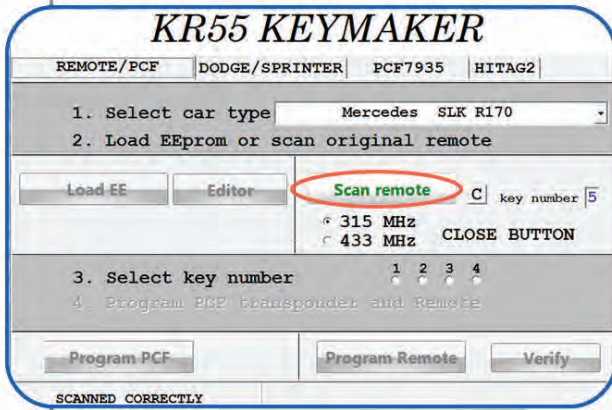 KR55 KEYMAKER
REMOTE/PCF DODGE/SPRINTER PCF7935 HITAG2
1. Select car type Mercedes SLK R170
2. Load EEprom or scan original remote
Load EE Editor Scan remote C key number 5
315 MHz
433 MHz CLOSE BUTTON
1 2 3 4
3. Select key number
4. Program PCF transponder and Remote
Program PCF Program Remote Verify
SCANNED CORRECTLY